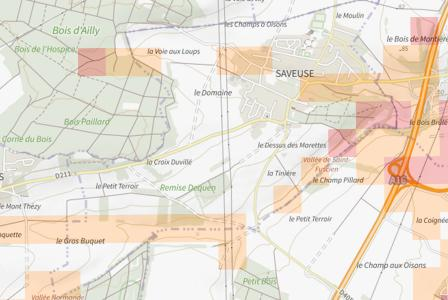 le Moulin
les Champs à Oisons
Bois d'Ailly
le Bois de Montières
Bois de l'Hospice
la Voie aux Loups
85
SAVEUSE
le Domaine
Bois Paillard
le Bois Brûlé
Corne du Bois
le Dessus des Marettes
la Croix Duvillé
Vallée de Saint-
Fuscien
D211
la Tinière
le Champ Pillard
S
le Petit Terroir
Remise Dequen
le Mont Thézy
le Petit Terroir
la Coignée
nquette
le Gros Buquet
le Champ aux Oisons
Petit Bois
Vallée Normande